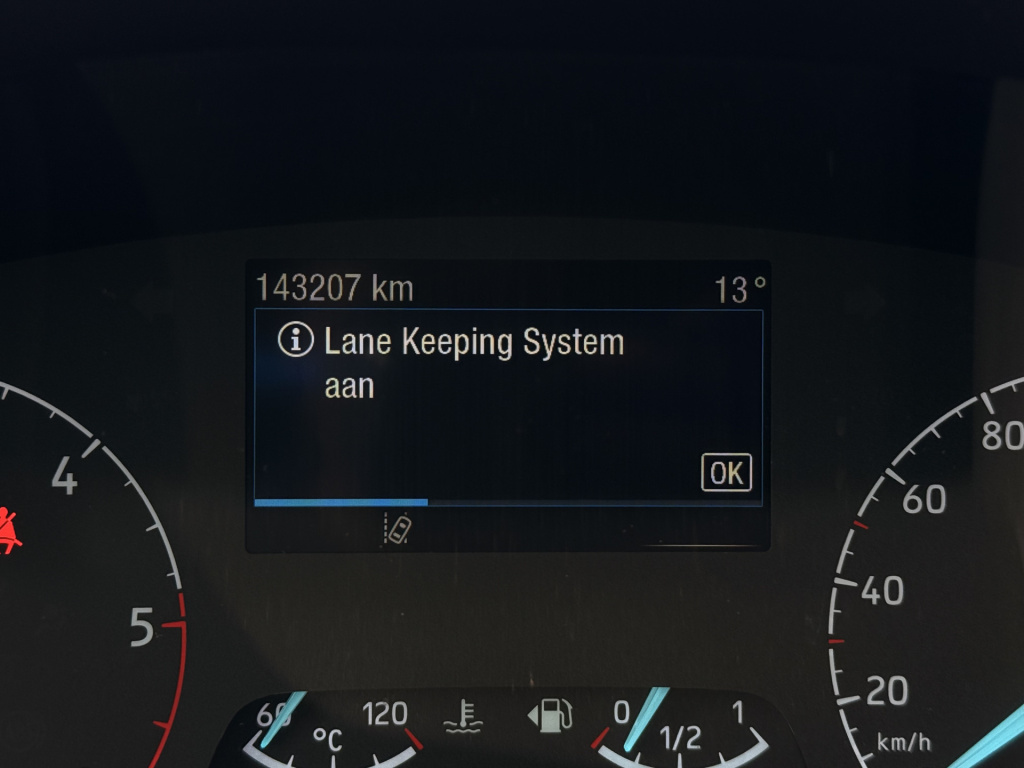 143207 km 13°
Lane Keeping System
aan
OK
4
5
80
60
40
20
km/h
60 120
°C
0 1/2 1